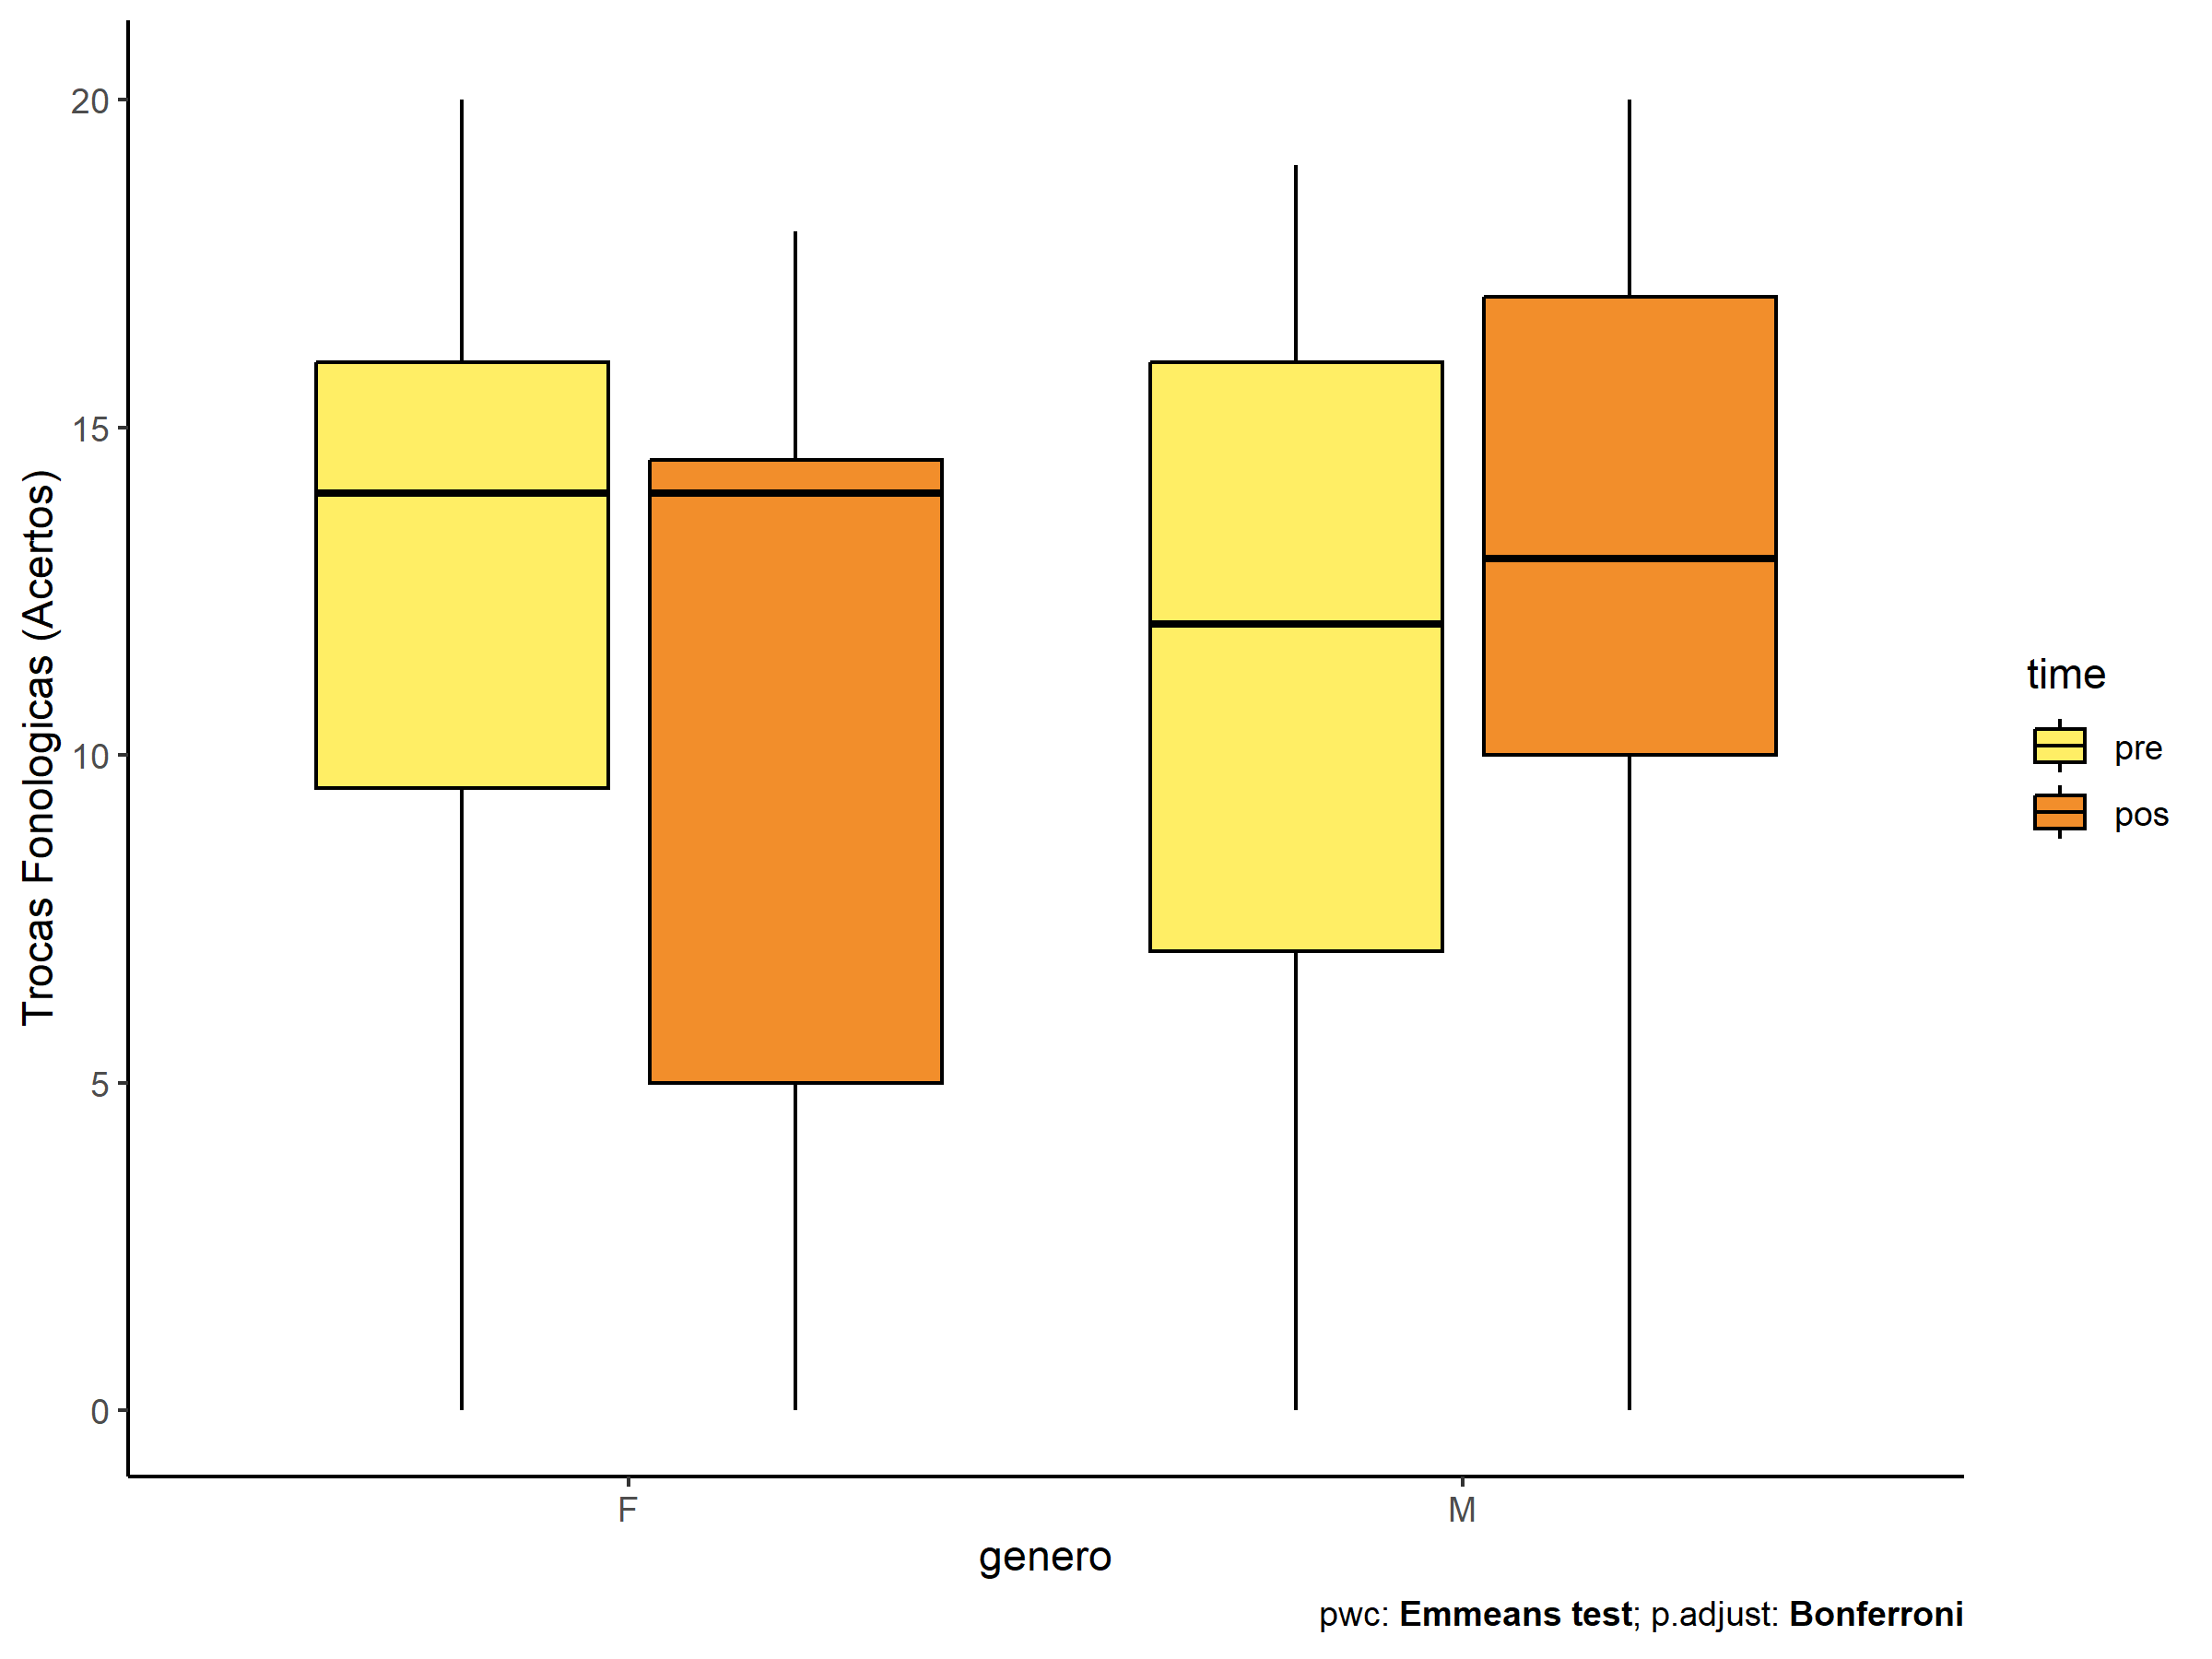 20
15
10
5
0
Trocas Fonologicas (Acertos)
F
M
genero
time
pre
pos
pwc: Emmeans test; p.adjust: Bonferroni